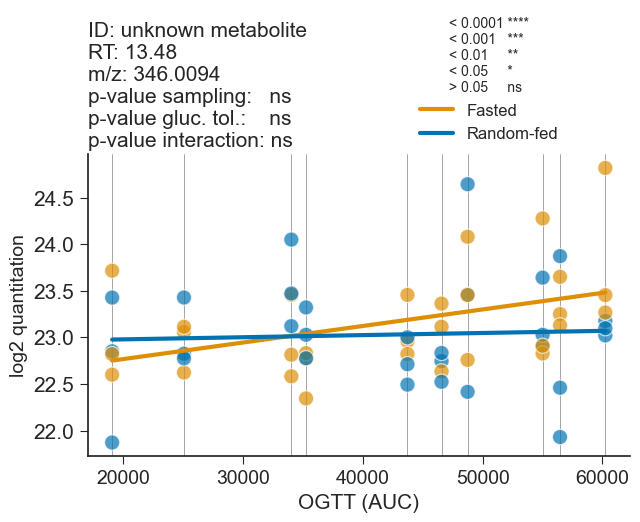 ID: unknown metabolite
RT: 13.48
m/z: 346.0094
p-value sampling: ns
p-value gluc. tol.: ns
p-value interaction: ns
< 0.0001 ****
< 0.001 ***
< 0.01 **
< 0.05 *
> 0.05 ns
Fasted
Random-fed
log2 quantitation
24.5
24.0
23.5
23.0
22.5
22.0
20000 30000 40000 50000 60000
OGTT (AUC)